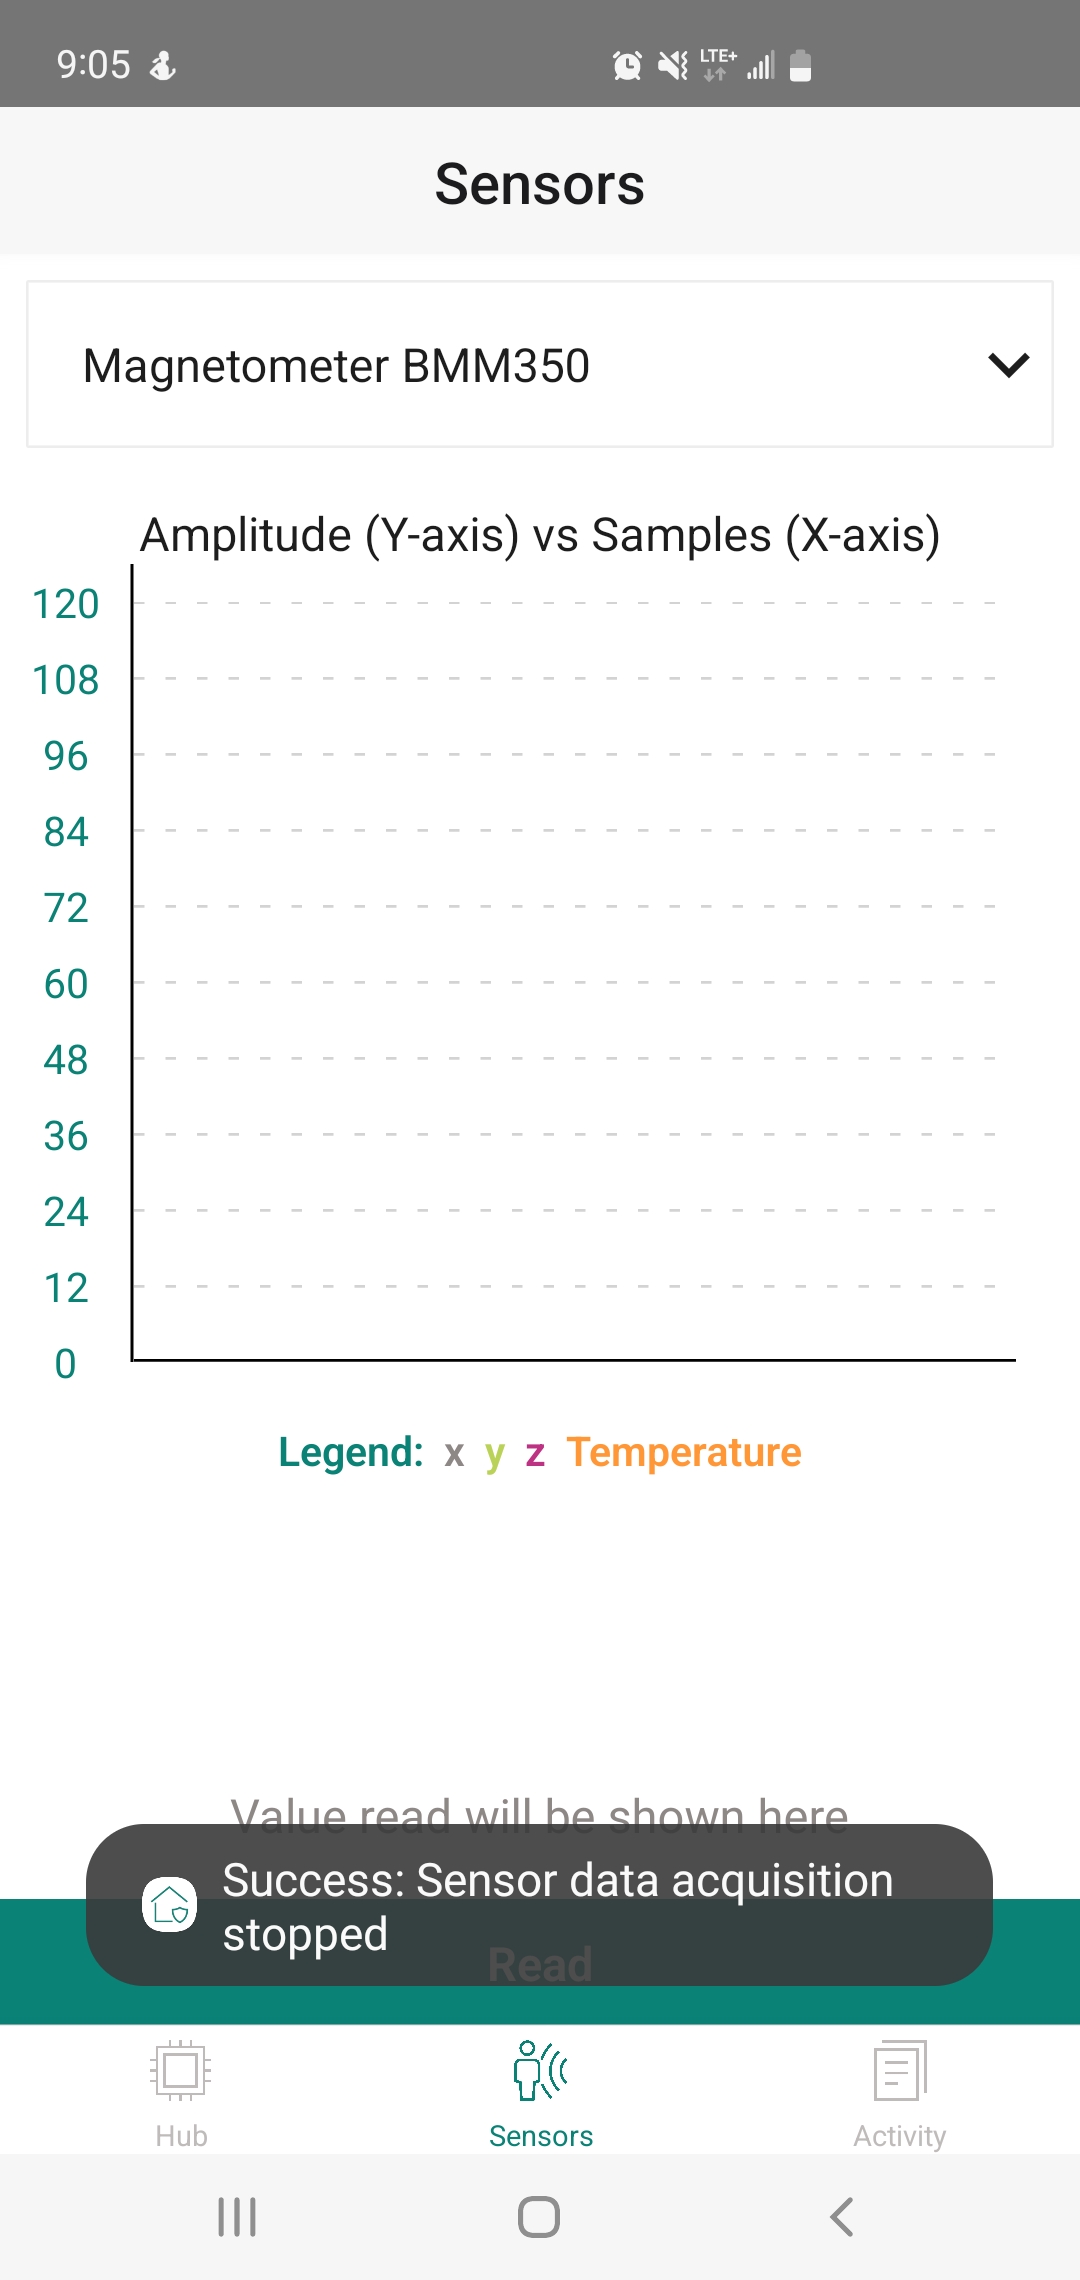 9:05
LTE+
Sensors
Magnetometer BMM350
Amplitude (Y-axis) vs Samples (X-axis)
120
108
96
84
72
60
48
36
24
12
0
Legend: x y z Temperature
Value read will be shown here
Success: Sensor data acquisition
stopped
Read
Hub
Sensors
Activity